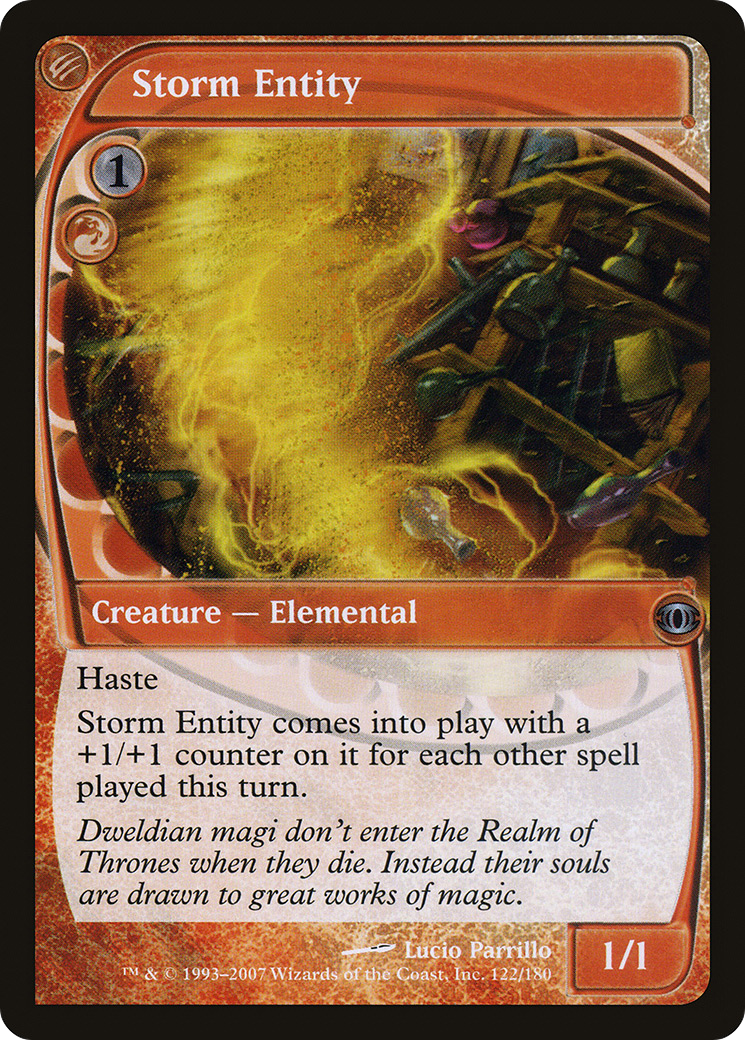 Storm Entity
1
Creature — Elemental
Haste
Storm Entity comes into play with a
+1/+1 counter on it for each other spell
played this turn.
Dweldian magi don't enter the Realm of
Thrones when they die. Instead their souls
are drawn to great works of magic.
Lucio Parrillo
™ & © 1993–2007 Wizards of the Coast, Inc. 122/180
1/1